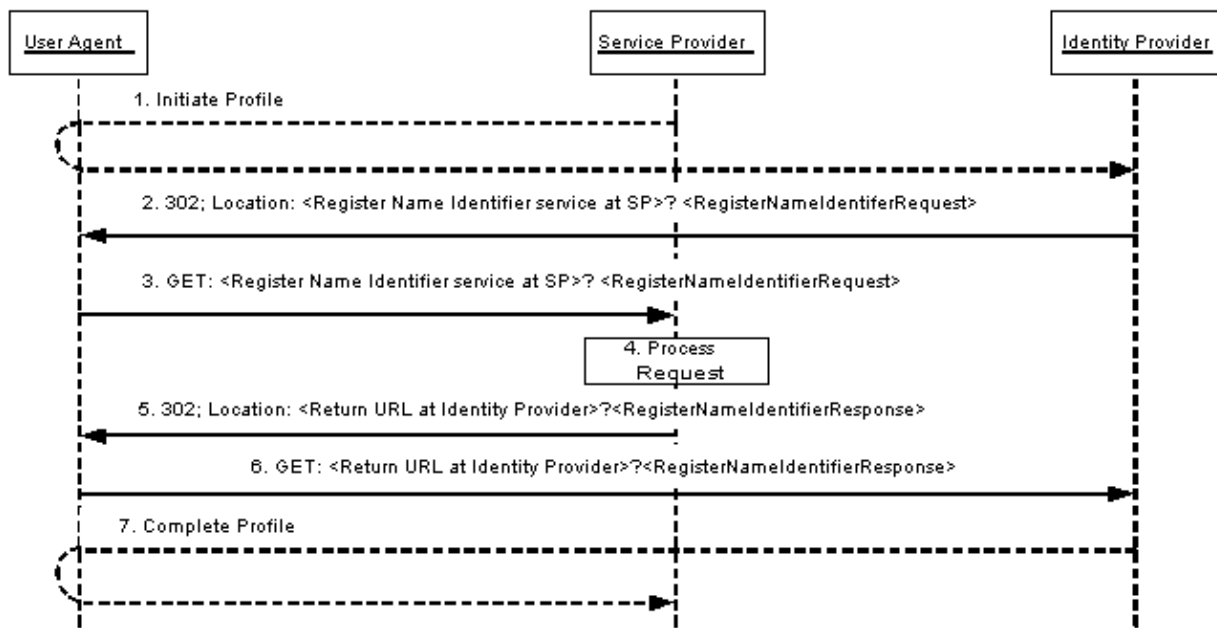 User Agent
Service Provider
Identity Provider
1. Initiate Profile
2. 302; Location: <Register Name Identifier service at SP>? <RegisterNameIdentiferRequest>
3. GET: <Register Name Identifier service at SP>? <RegisterNameIdentifierRequest>
4. Process
Request
5. 302; Location: <Return URL at Identity Provider>?<RegisterNameIdentifierResponse>
6. GET: <Return URL at Identity Provider>?<RegisterNameIdentifierResponse>
7. Complete Profile